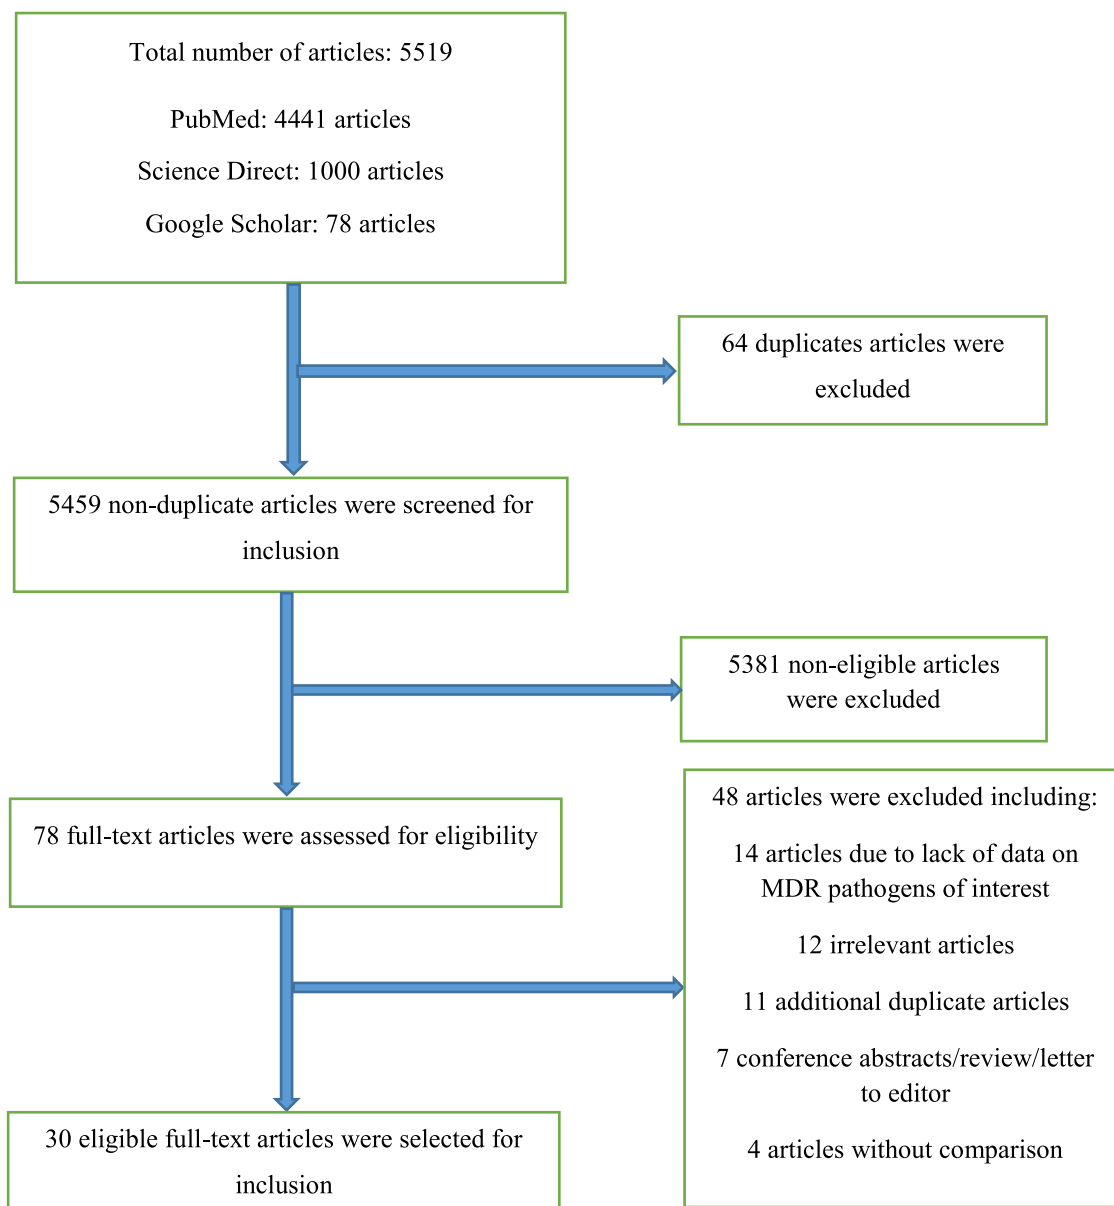 Total number of articles: 5519
PubMed: 4441 articles
Science Direct: 1000 articles
Google Scholar: 78 articles
64 duplicates articles were
excluded
5459 non-duplicate articles were screened for
inclusion
5381 non-eligible articles
were excluded
78 full-text articles were assessed for eligibility
48 articles were excluded including:
14 articles due to lack of data on
MDR pathogens of interest
12 irrelevant articles
11 additional duplicate articles
7 conference abstracts/review/letter
to editor
4 articles without comparison
30 eligible full-text articles were selected for
inclusion